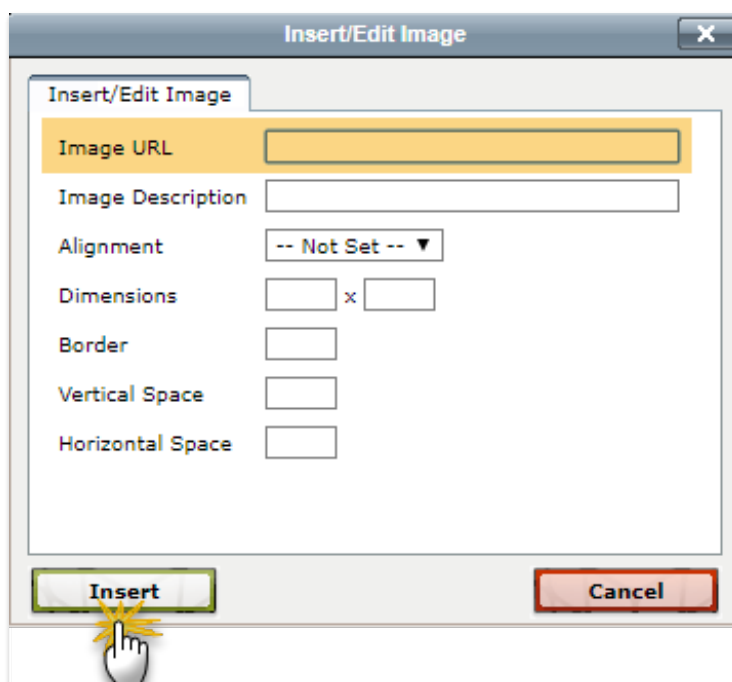 Insert/Edit Image X
Insert/Edit Image
Image URL
Image Description
Alignment -- Not Set -- ▼
Dimensions x
Border
Vertical Space
Horizontal Space
Insert Cancel